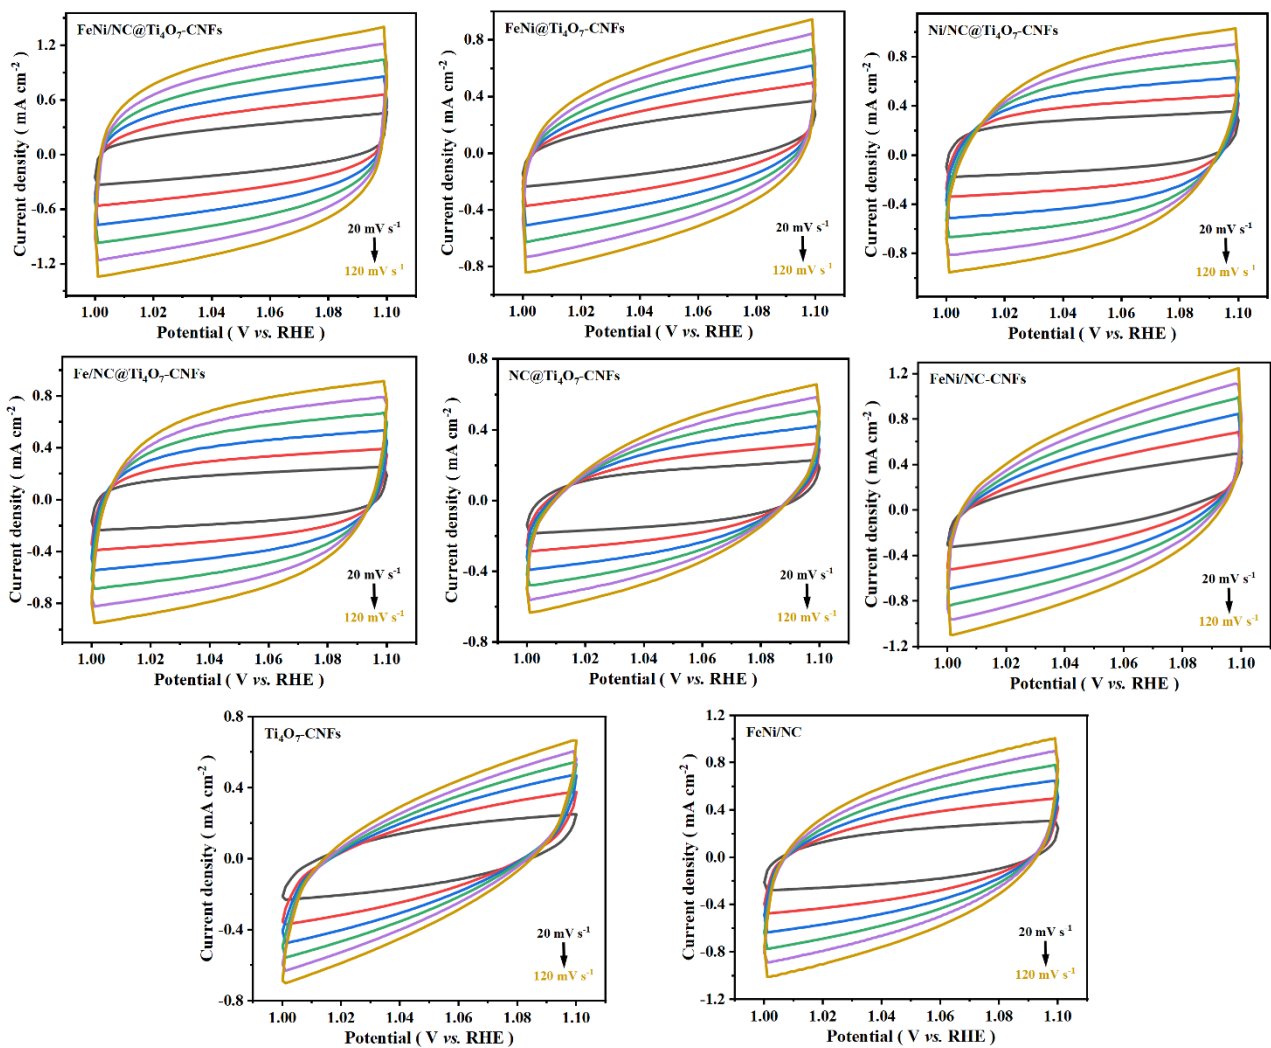 FeNi/NC@Ti₄O₇-CNFs
1.2
0.6
0.0
-0.6
-1.2
Current density ( mA cm⁻²)
20 mV s⁻¹
120 mV s⁻¹
1.00 1.02 1.04 1.06 1.08 1.10
Potential ( V vs. RHE )
FeNi@Ti₄O₇-CNFs
0.8
0.4
0.0
-0.4
-0.8
Current density ( mA cm⁻²)
20 mV s⁻¹
120 mV s⁻¹
1.00 1.02 1.04 1.06 1.08 1.10
Potential ( V vs. RHE )
Ni/NC@Ti₄O₇-CNFs
0.8
0.4
0.0
-0.4
-0.8
Current density ( mA cm⁻²)
20 mV s⁻¹
120 mV s⁻¹
1.00 1.02 1.04 1.06 1.08 1.10
Potential ( V vs. RHE )
Fe/NC@Ti₄O₇-CNFs
0.8
0.4
0.0
-0.4
-0.8
Current density ( mA cm⁻²)
20 mV s⁻¹
120 mV s⁻¹
1.00 1.02 1.04 1.06 1.08 1.10
Potential ( V vs. RHE )
NC@Ti₄O₇-CNFs
0.8
0.4
0.0
-0.4
-0.8
Current density ( mA cm⁻²)
20 mV s⁻¹
120 mV s⁻¹
1.00 1.02 1.04 1.06 1.08 1.10
Potential ( V vs. RHE )
FeNi/NC-CNFs
1.2
0.8
0.4
0.0
-0.4
-0.8
-1.2
Current density ( mA cm⁻²)
20 mV s⁻¹
120 mV s⁻¹
1.00 1.02 1.04 1.06 1.08 1.10
Potential ( V vs. RHE )
Ti₄O₇-CNFs
0.8
0.4
0.0
-0.4
-0.8
Current density ( mA cm⁻²)
20 mV s⁻¹
120 mV s⁻¹
1.00 1.02 1.04 1.06 1.08 1.10
Potential ( V vs. RHE )
FeNi/NC
1.2
0.8
0.4
0.0
-0.4
-0.8
-1.2
Current density ( mA cm⁻²)
20 mV s⁻¹
120 mV s⁻¹
1.00 1.02 1.04 1.06 1.08 1.10
Potential ( V vs. RHE )